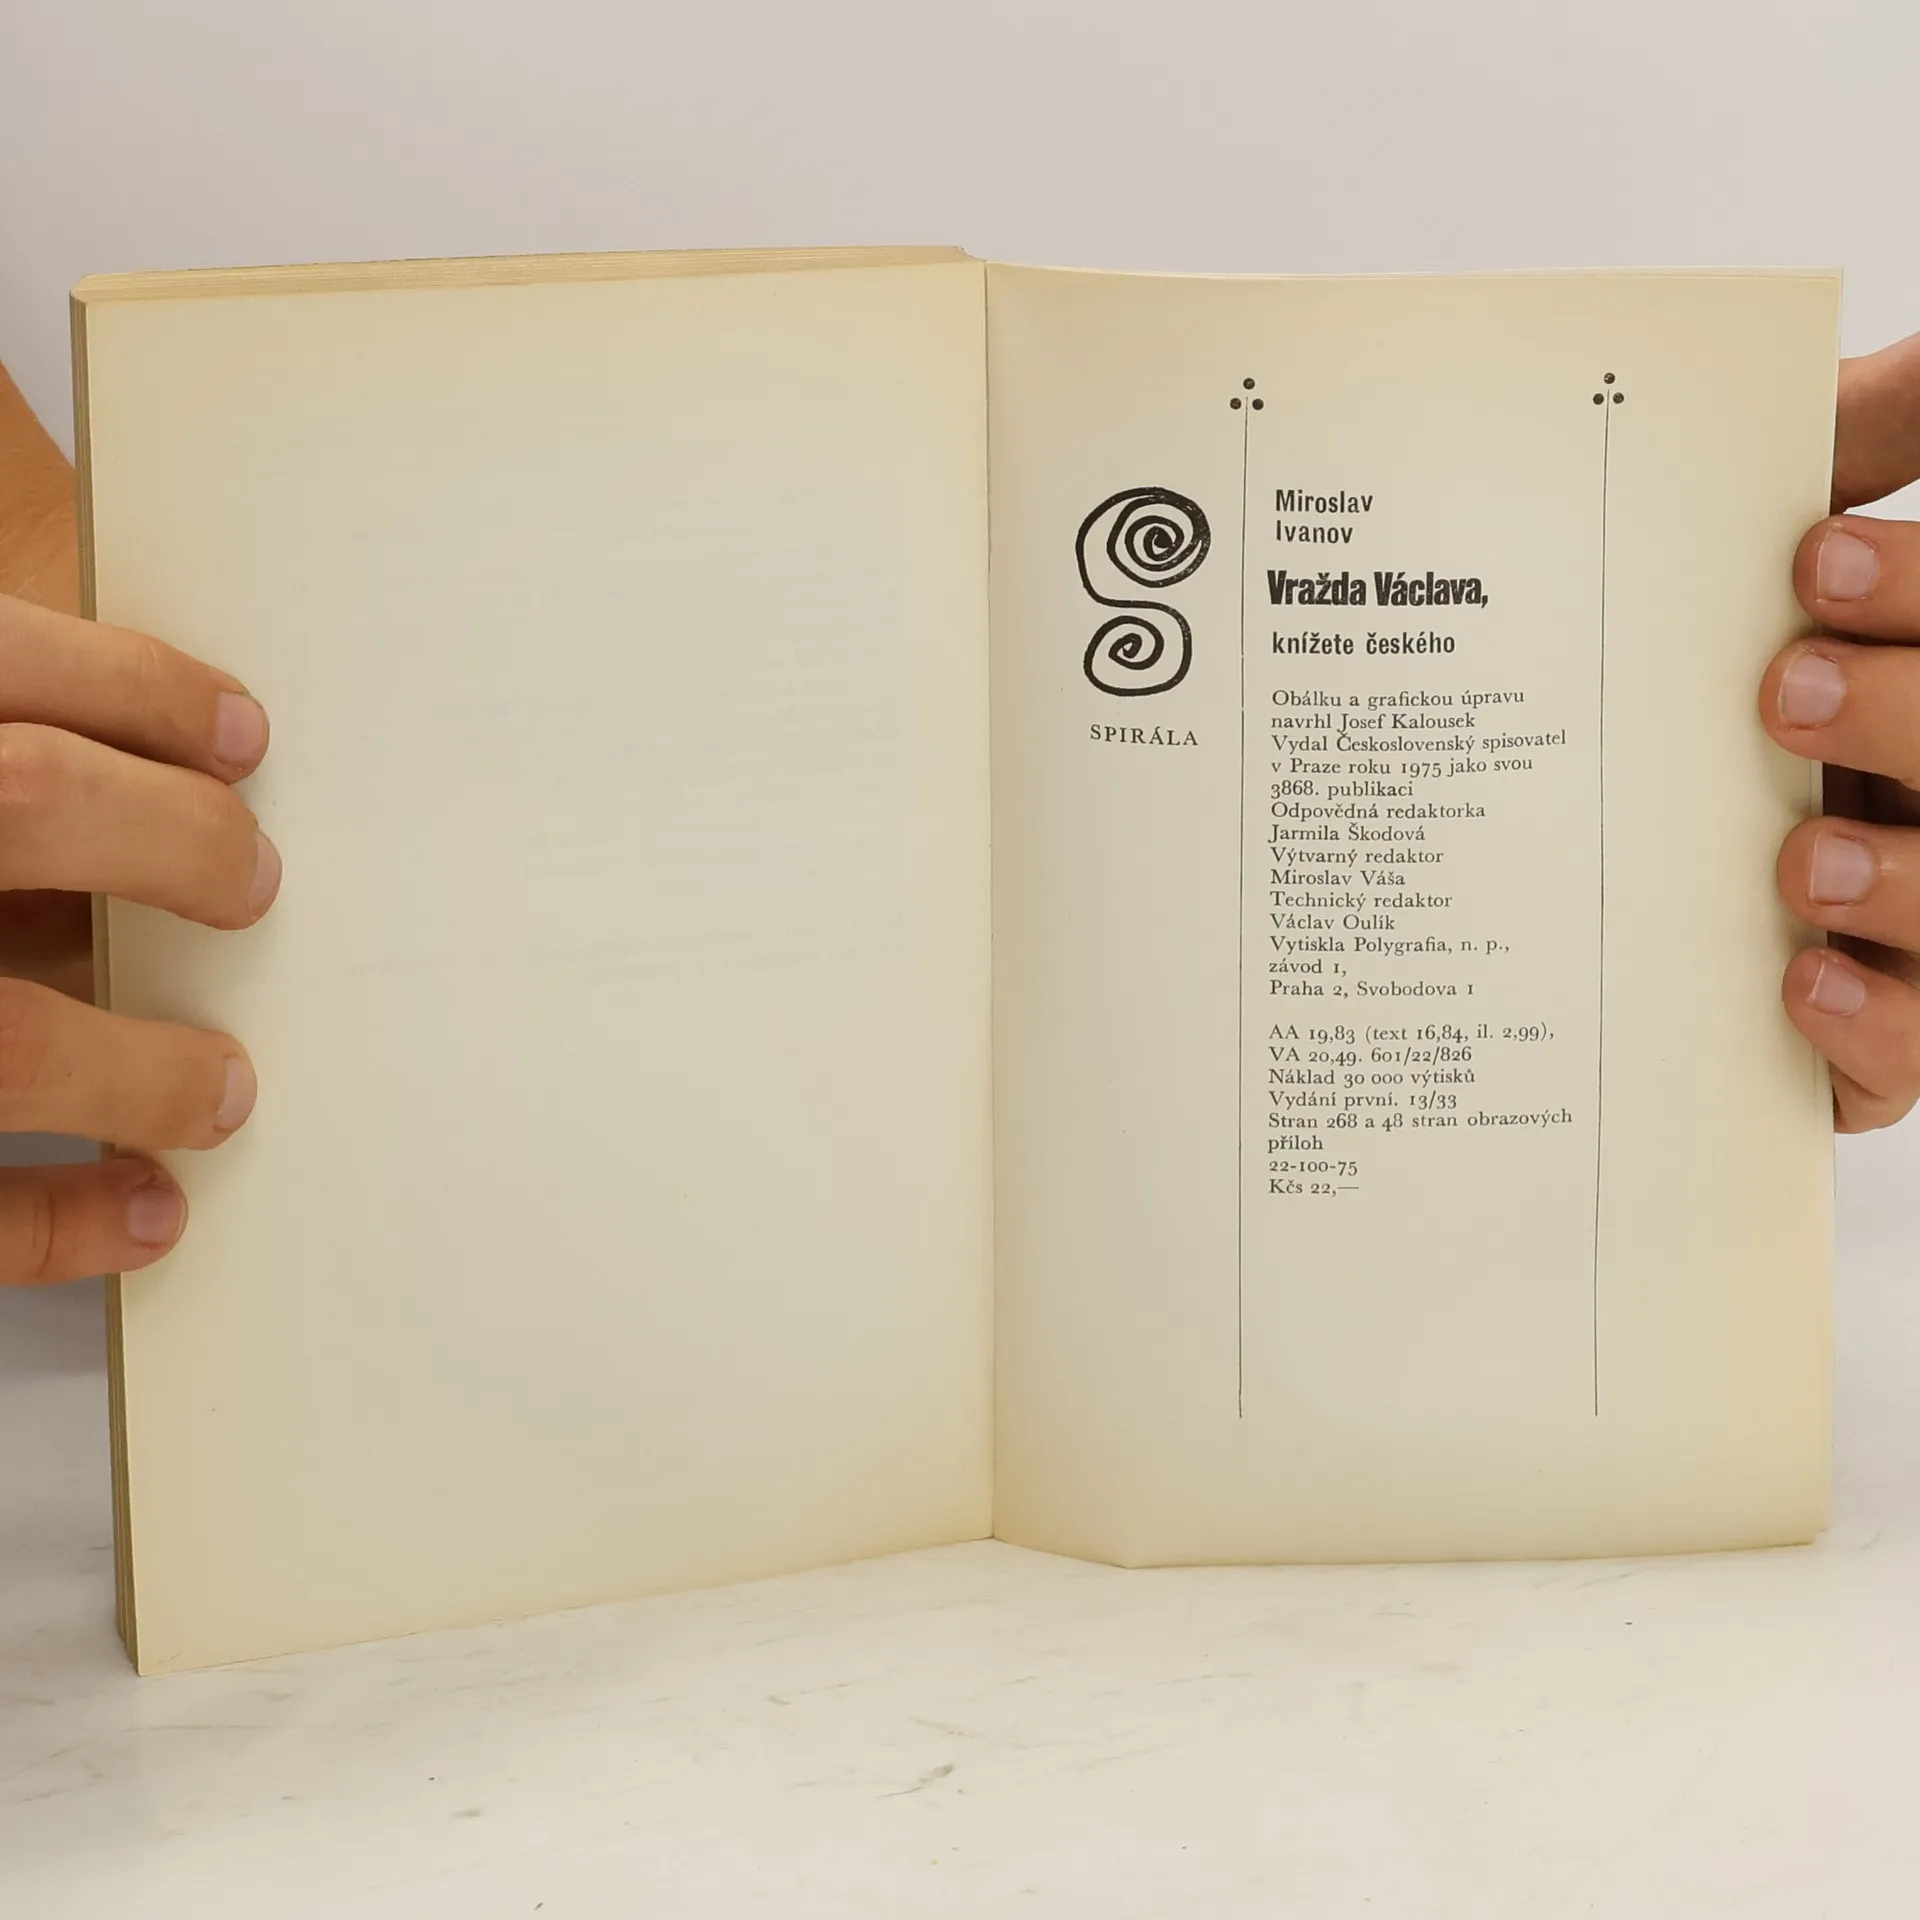 SPIRÁLA
Miroslav
Ivanov
Vražda Václava,
knížete českého
Obálku a grafickou úpravu
navrhl Josef Kalousek
Vydal Československý spisovatel
v Praze roku 1975 jako svou
3868. publikaci
Odpovědná redaktorka
Jarmila Škodová
Výtvarný redaktor
Miroslav Váša
Technický redaktor
Václav Oulík
Vytiskla Polygrafia, n. p.,
závod 1,
Praha 2, Svobodova 1
AA 19,83 (text 16,84, il. 2,99),
VA 20,49. 601/22/826
Náklad 30 000 výtisků
Vydání první. 13/33
Stran 268 a 48 stran obrazových
příloh
22-100-75
Kčs 22,—